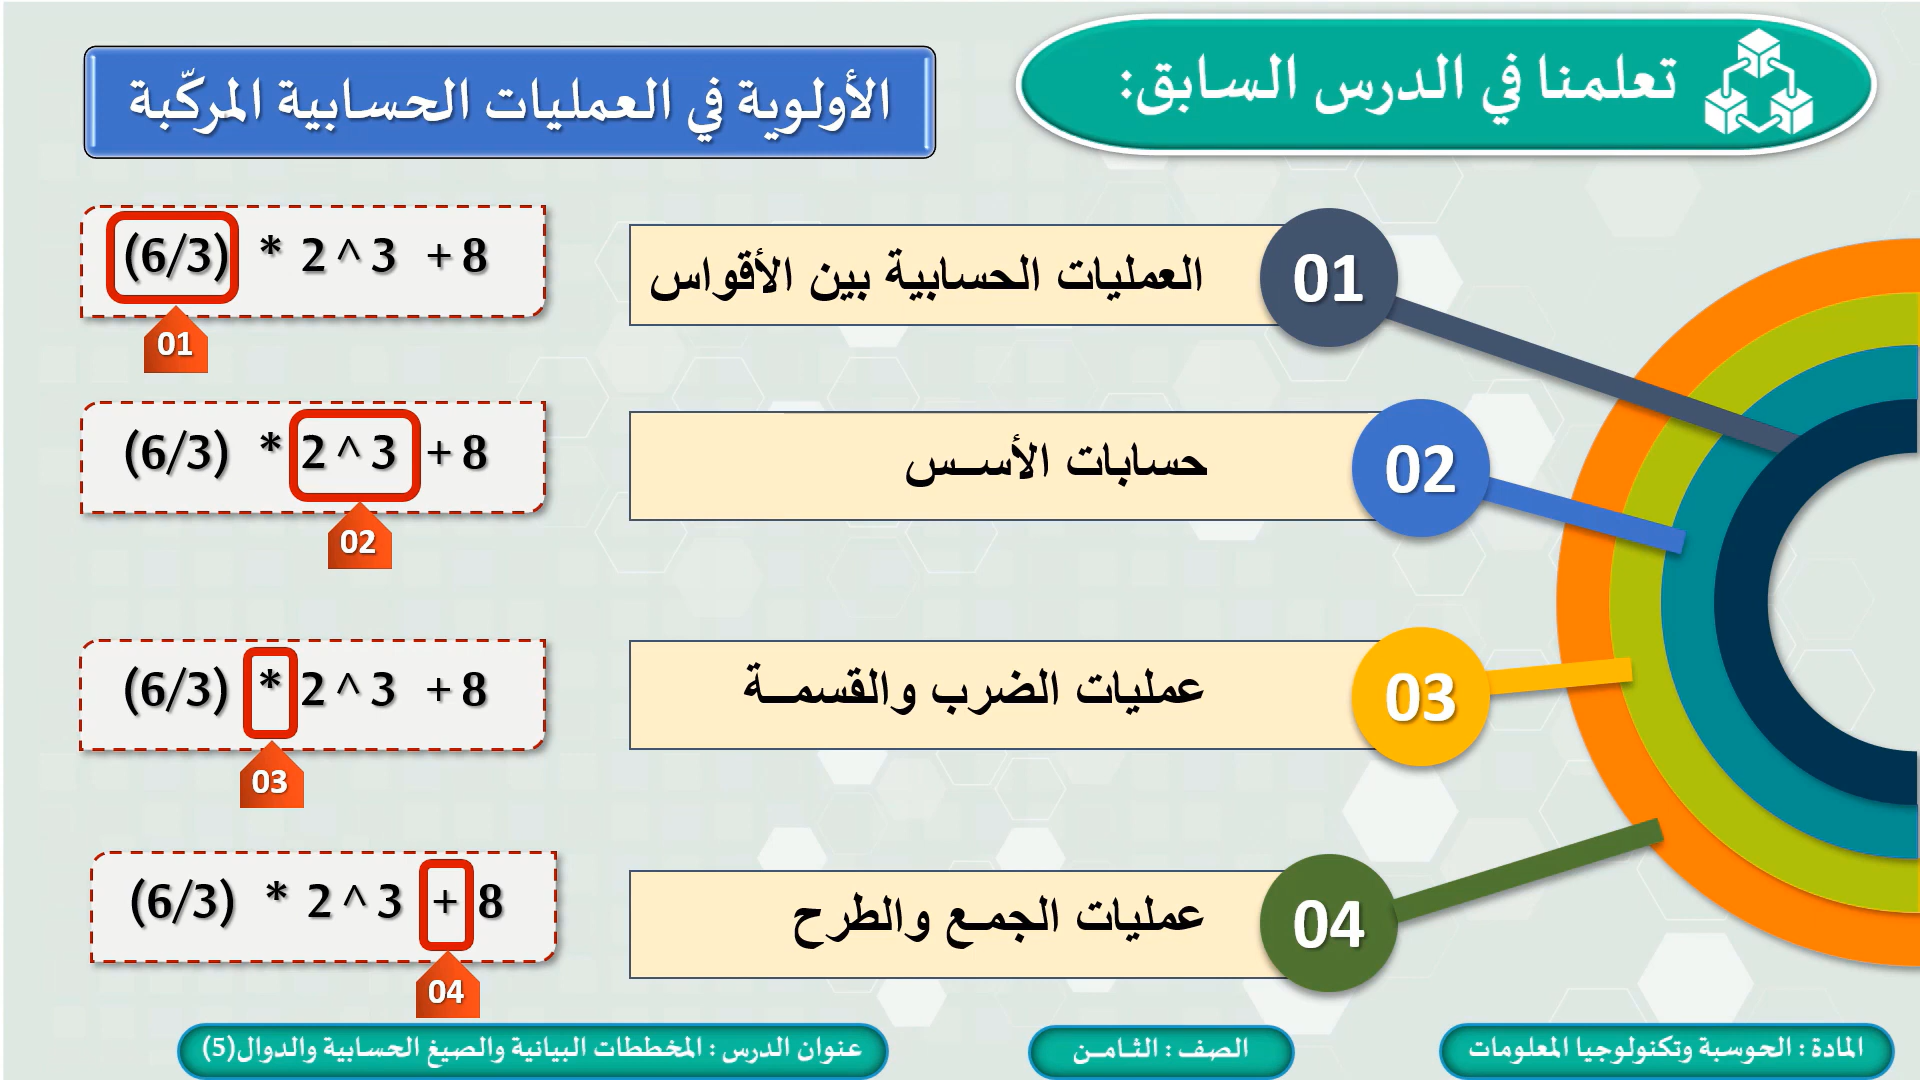 تعلمنا في الدرس السابق:
الأولوية في العمليات الحسابية المركّبة
01
العمليات الحسابية بين الأقواس
(6/3) * 2 ^ 3 + 8
01
02
حسابات الأســس
(6/3) * 2 ^ 3 + 8
02
03
عمليات الضرب والقسمــة
(6/3) * 2 ^ 3 + 8
03
04
عمليات الجمـع والطرح
(6/3) * 2 ^ 3 + 8
04
المادة : الحوسبة وتكنولوجيا المعلومات
الصف : الثـامـن
عنوان الدرس : المخططات البيانية والصيغ الحسابية والدوال(5)